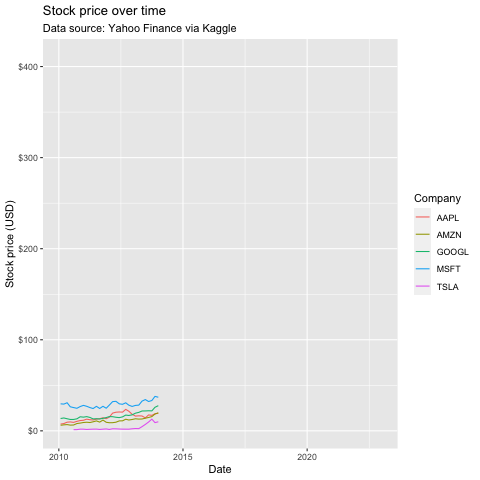 Stock price over time
Data source: Yahoo Finance via Kaggle
$400
$300
$200
$100
$0
Stock price (USD)
2010
2015
2020
Date
Company
AAPL
AMZN
GOOGL
MSFT
TSLA